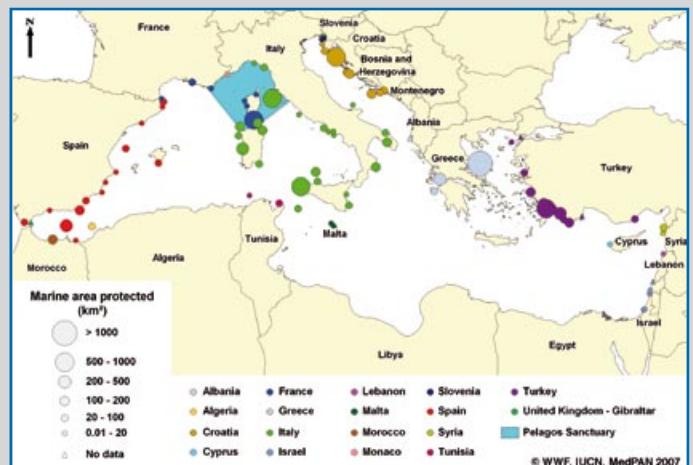 N
France
Slovenia
Croatia
Italy
Bosnia and
Herzegovina
Montenegro
Albania
Spain
Greece
Turkey
Malta
Cyprus
Syria
Lebanon
Israel
Morocco
Algeria
Tunisia
Libya
Egypt
Marine area protected
(km²)
> 1000
500 - 1000
200 - 500
100 - 200
20 - 100
0.01 - 20
No data
Albania
Algeria
Croatia
Cyprus
France
Greece
Italy
Israel
Lebanon
Malta
Morocco
Monaco
Slovenia
Spain
Syria
Tunisia
Turkey
United Kingdom - Gibraltar
Pelagos Sanctuary
© WWF, IUCN, MedPAN 2007